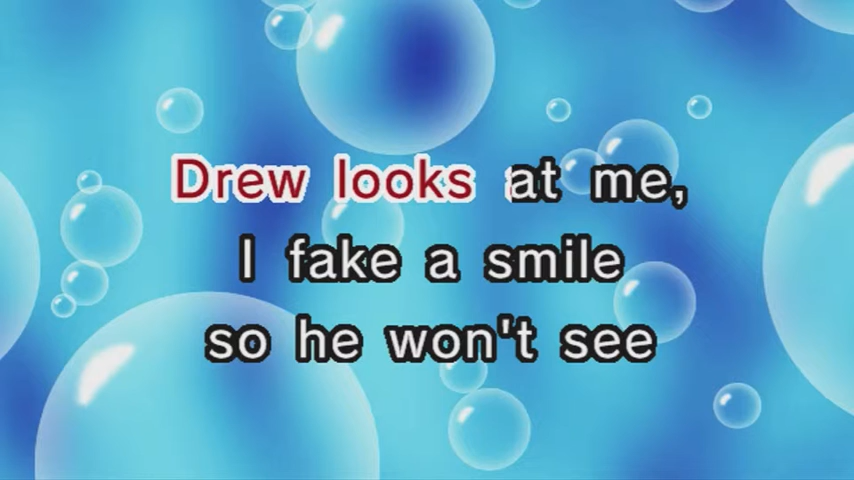 Drew looks at me,
I fake a smile
so he won't see